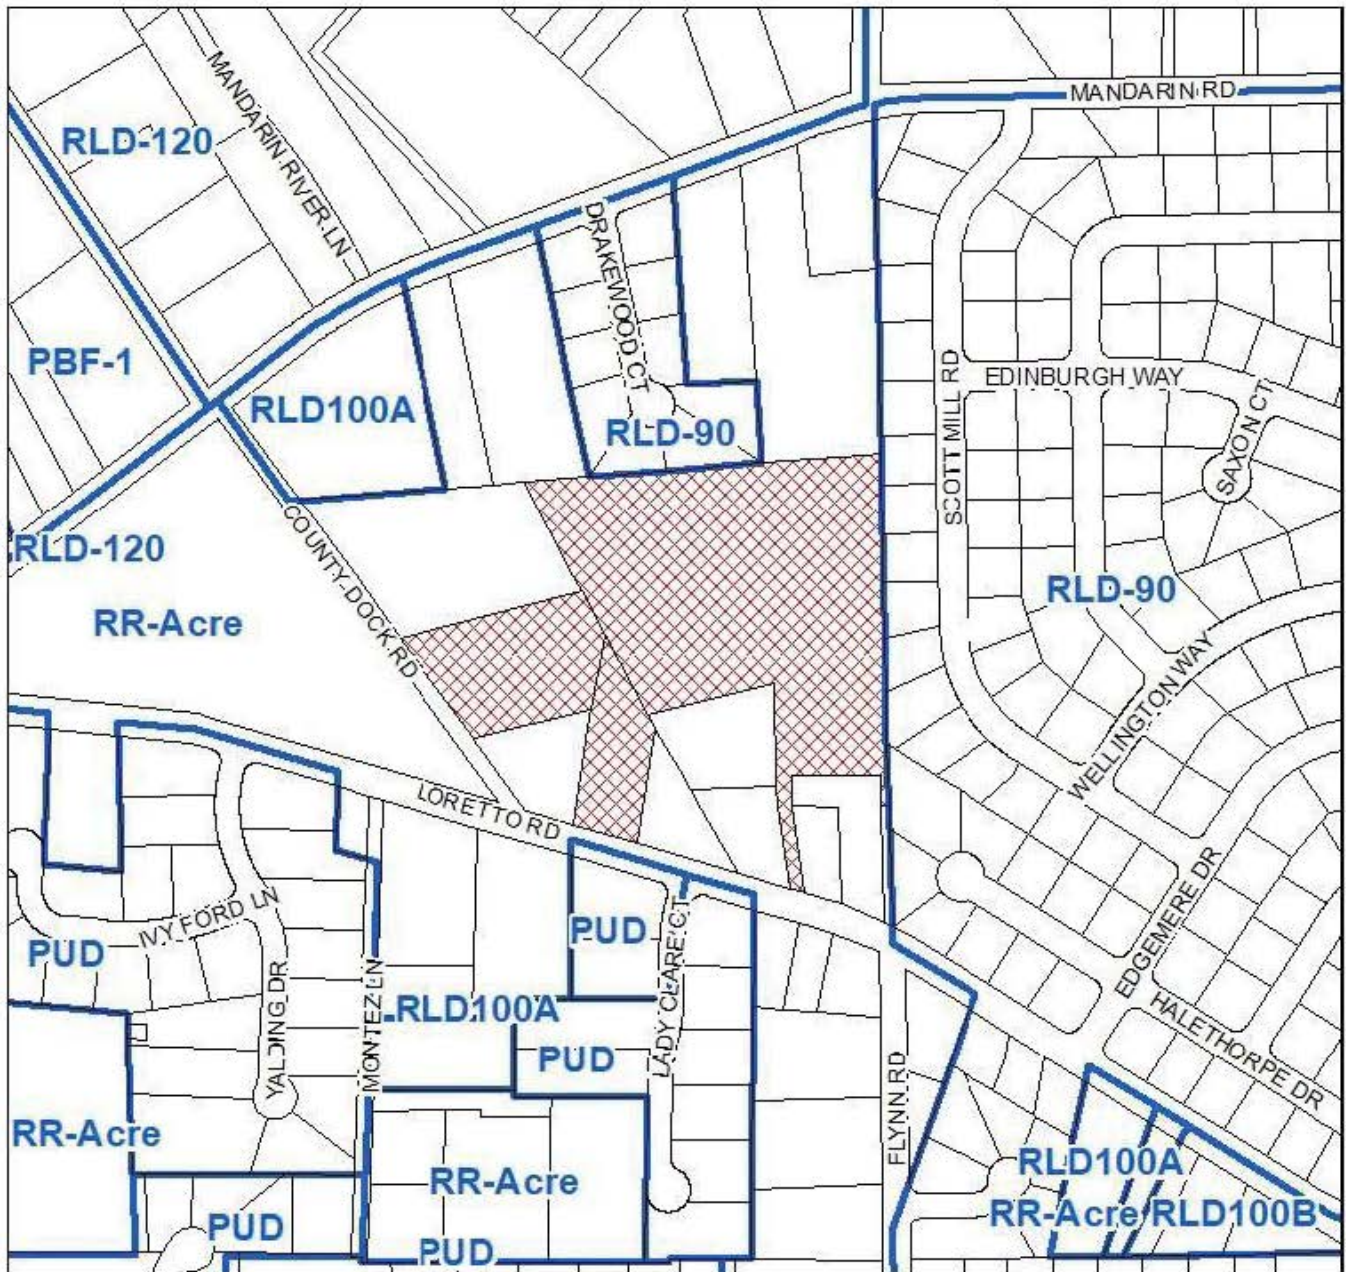 MANDARIN RD
RLD-120
MANDARIN RIVER LN
DRAKEWOOD CT
PBF-1
RLD100A
RLD-90
EDINBURGH WAY
SCOTT MILL RD
SAXON CT
RLD-120
COUNTY DOCK RD
RLD-90
RR-Acre
WELLINGTON WAY
LORETTO RD
EDGEMERE DR
IVY FORD LN
PUD
PUD
LADY CLARE CT
YALDING DR
MONTEZ LN
RLD100A
HALETHORPE DR
PUD
FLYNN RD
RR-Acre
RLD100A
RR-Acre
RR-Acre
RLD100B
PUD
PUD